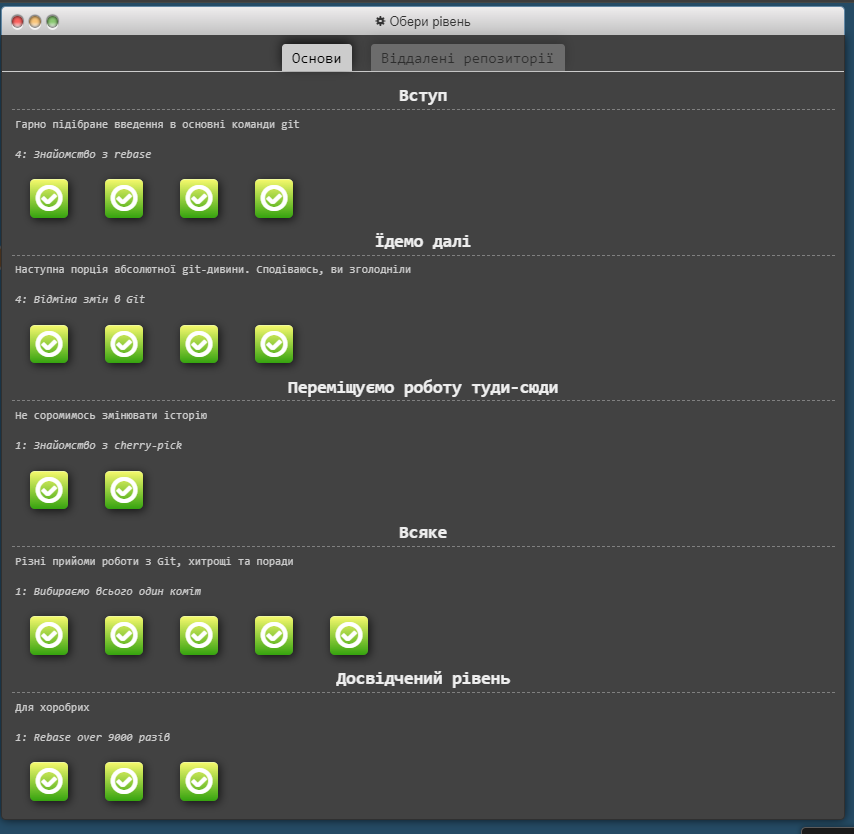 Обери рівень
Основи
Віддалені репозиторії
Вступ
Гарно підібране введення в основні команди git
4: Знайомство з rebase
Їдемо далі
Наступна порція абсолютної git-дивини. Сподіваюсь, ви зголодніли
4: Відміна змін в Git
Переміщуємо роботу туди-сюди
Не соромимось змінювати історію
1: Знайомство з cherry-pick
Всяке
Різні прийоми роботи з Git, хитрощі та поради
1: Вибираємо всього один коміт
Досвідчений рівень
Для хоробрих
1: Rebase over 9000 разів